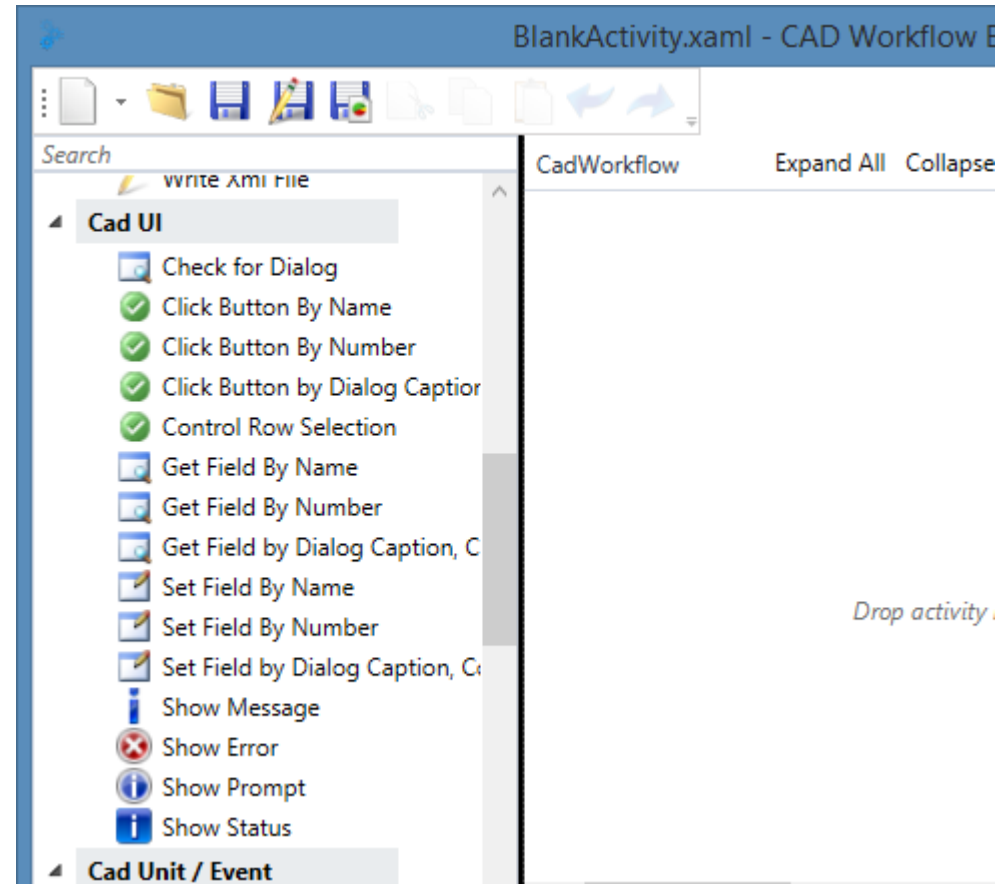 BlankActivity.xaml - CAD Workflow
Search
CadWorkflow Expand All Collapse
Write Xml File
Cad UI
Check for Dialog
Click Button By Name
Click Button By Number
Click Button by Dialog Caption
Control Row Selection
Get Field By Name
Get Field By Number
Get Field by Dialog Caption, C
Set Field By Name
Set Field By Number
Set Field by Dialog Caption, Co
Drop activity
Show Message
Show Error
Show Prompt
Show Status
Cad Unit / Event